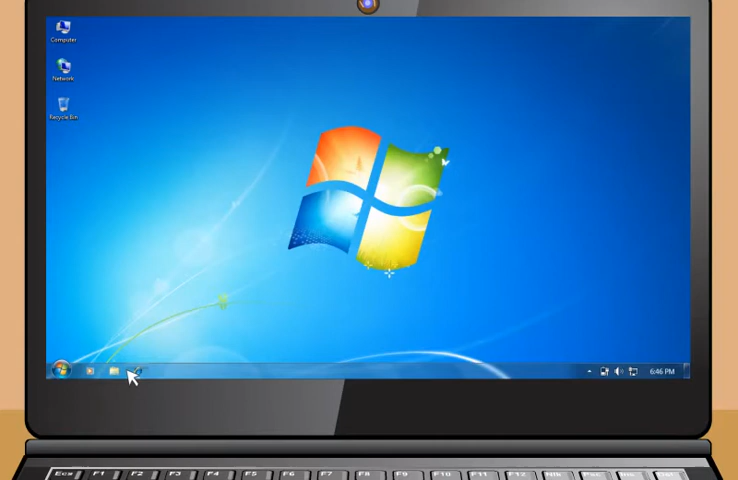 Computer
Network
Recycle Bin
6:46 PM
Esc F1 F2 F3 F4 F5 F6 F7 F8 F9 F10 F11 F12